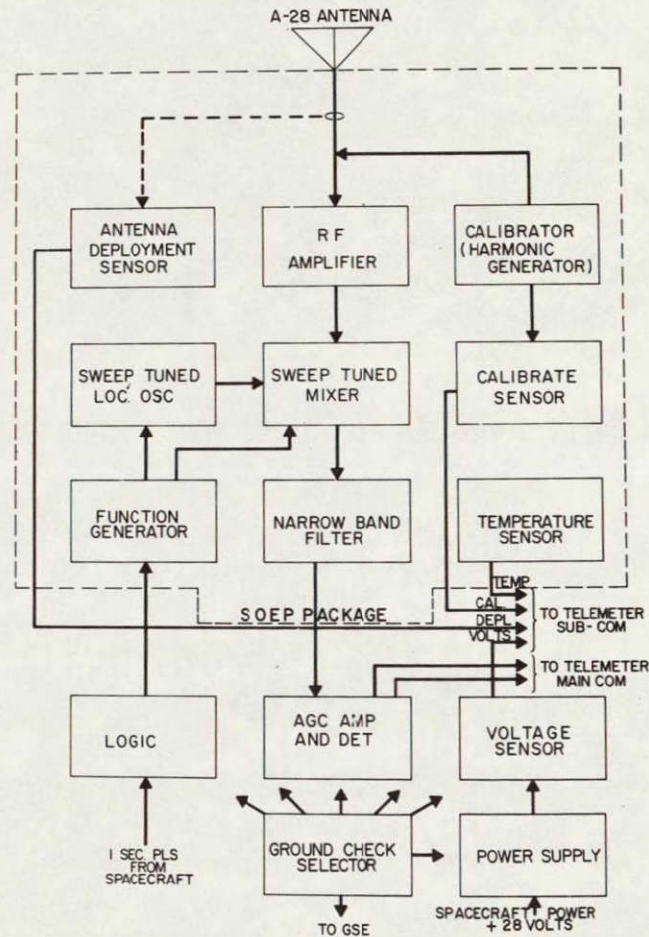 A-28 ANTENNA
ANTENNA
DEPLOYMENT
SENSOR
RF
AMPLIFIER
CALIBRATOR
(HARMONIC
GENERATOR)
SWEEP TUNED
LOC. OSC
SWEEP TUNED
MIXER
CALIBRATE
SENSOR
FUNCTION
GENERATOR
NARROW BAND
FILTER
TEMPERATURE
SENSOR
TEMP.
CAL.
DEPL
VOLTS
TO TELEMETER
SUB-COM
SOEP PACKAGE
TO TELEMETER
MAIN COM
LOGIC
AGC AMP
AND DET
VOLTAGE
SENSOR
1 SEC. PLS
FROM
SPACECRAFT
GROUND CHECK
SELECTOR
POWER SUPPLY
TO GSE
SPACECRAFT POWER
+ 28 VOLTS